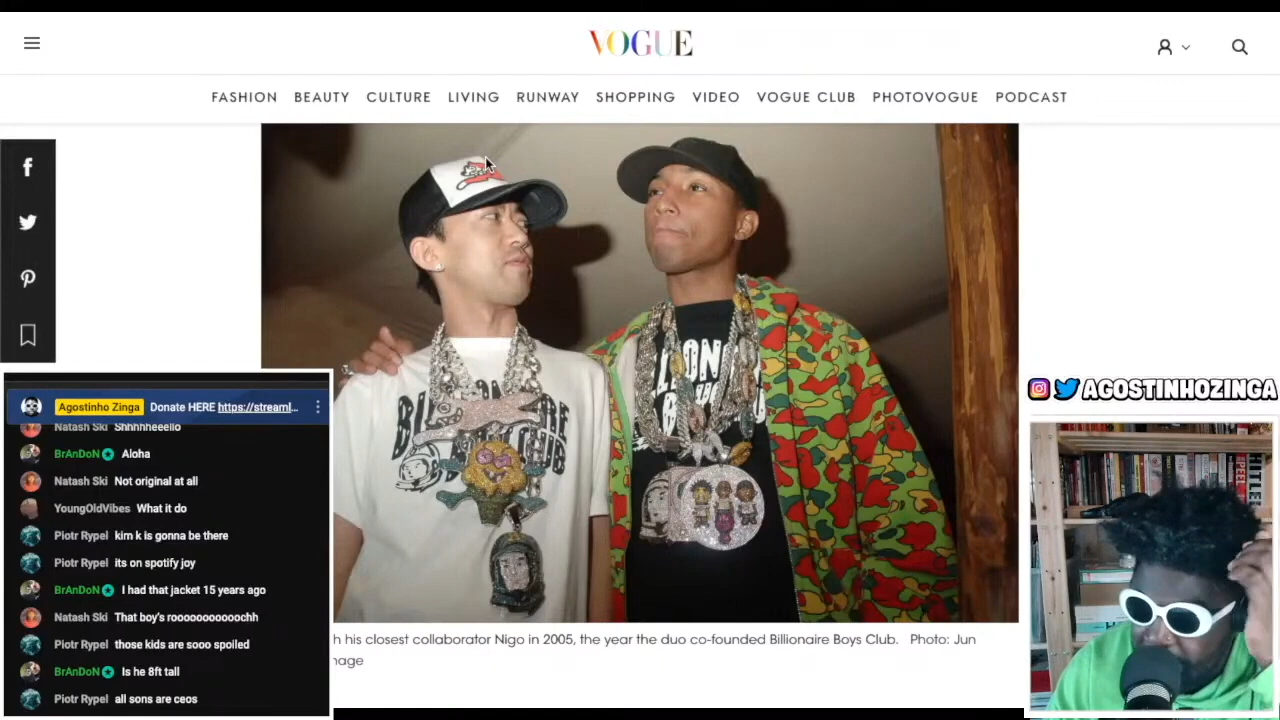 VOGUE
FASHION BEAUTY CULTURE LIVING RUNWAY SHOPPING VIDEO VOGUE CLUB PHOTOVOGUE PODCAST
BILLIONAIRE
BOYS
CLUB
h his closest collaborator Nigo in 2005, the year the duo co-founded Billionaire Boys Club. Photo: Jun
nage
Agostinho Zinga Donate HERE https://streaml...
Natash Ski Shhhhheeello
BrAnDoN Aloha
Natash Ski Not original at all
YoungOldVibes What it do
Piotr Rypel kim k is gonna be there
Piotr Rypel its on spotify joy
BrAnDoN I had that jacket 15 years ago
Natash Ski That boy's roooooooooochh
Piotr Rypel those kids are sooo spoiled
BrAnDoN Is he 8ft tall
Piotr Rypel all sons are ceos
AGOSTINHOZINGA